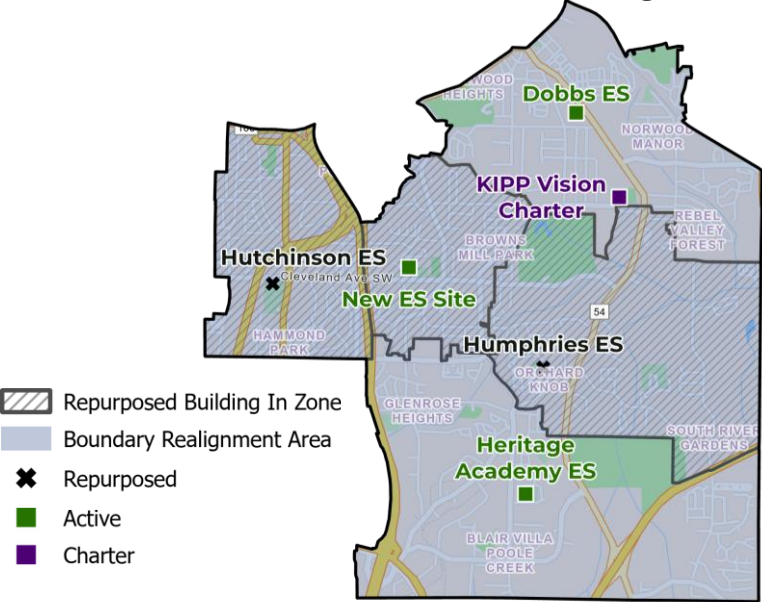 WOOD
HEIGHTS
Dobbs ES
NORWOOD
MANOR
KIPP Vision
Charter
REBEL
VALLEY
FOREST
BROWNS
MILL PARK
Hutchinson ES
Cleveland Ave SW
New ES Site
54
HAMMOND
PARK
Humphries ES
ORCHARD
KNOB
GLENROSE
HEIGHTS
SOUTH RIVER
GARDENS
Heritage
Academy ES
BLAIR VILLA
POOLE
CREEK
Repurposed Building In Zone
Boundary Realignment Area
Repurposed
Active
Charter